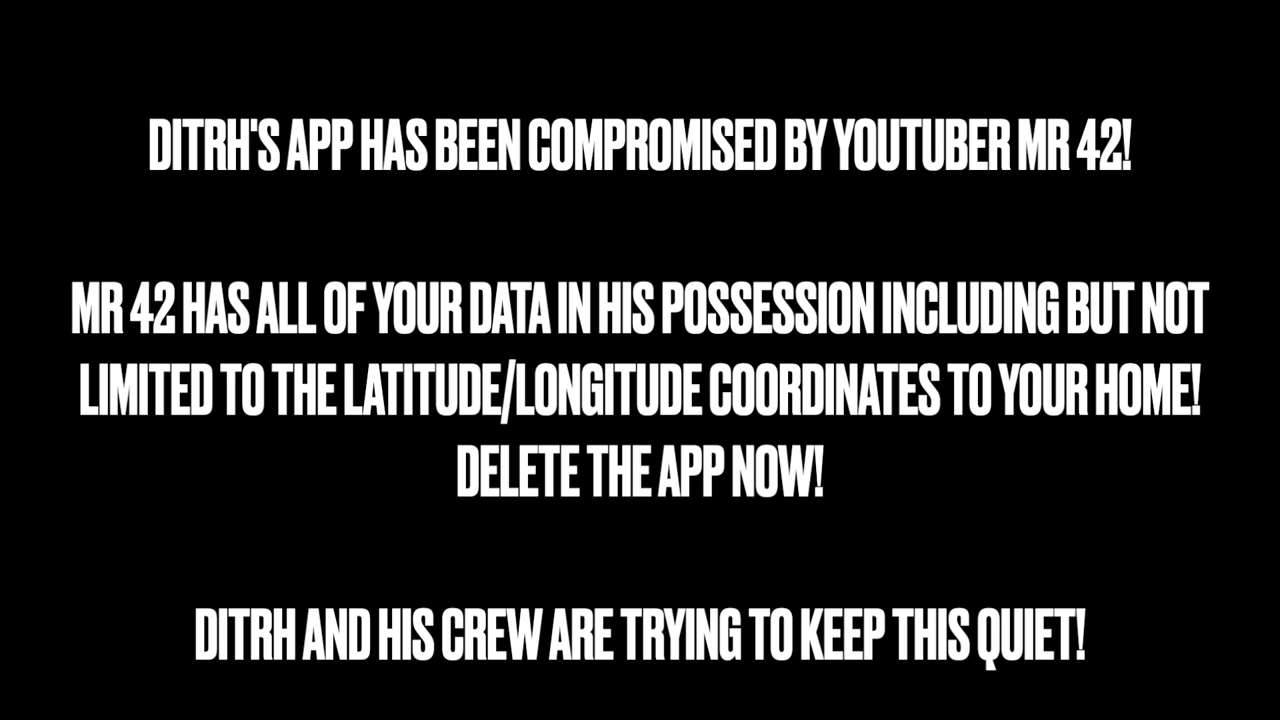 DITRH'S APP HAS BEEN COMPROMISED BY YOUTUBER MR 42!
MR 42 HAS ALL OF YOUR DATA IN HIS POSSESSION INCLUDING BUT NOT
LIMITED TO THE LATITUDE/LONGITUDE COORDINATES TO YOUR HOME!
DELETE THE APP NOW!
DITRH AND HIS CREW ARE TRYING TO KEEP THIS QUIET!